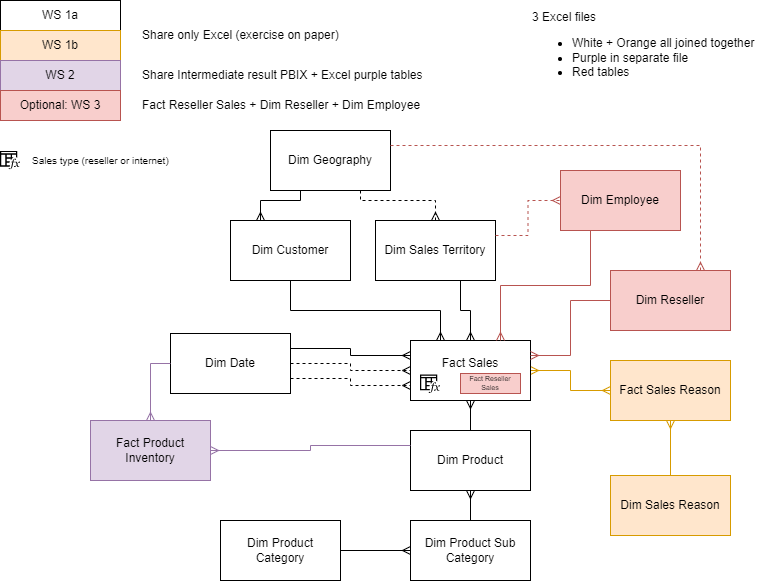 WS 1a
WS 1b
WS 2
Optional: WS 3
Share only Excel (exercise on paper)
Share Intermediate result PBIX + Excel purple tables
Fact Reseller Sales + Dim Reseller + Dim Employee
3 Excel files
• White + Orange all joined together
• Purple in separate file
• Red tables
fx
Sales type (reseller or internet)
Dim Geography
Dim Employee
Dim Customer
Dim Sales Territory
Dim Reseller
Dim Date
Fact Sales
fx
Fact Reseller
Sales
Fact Sales Reason
Fact Product
Inventory
Dim Product
Dim Sales Reason
Dim Product
Category
Dim Product Sub
Category